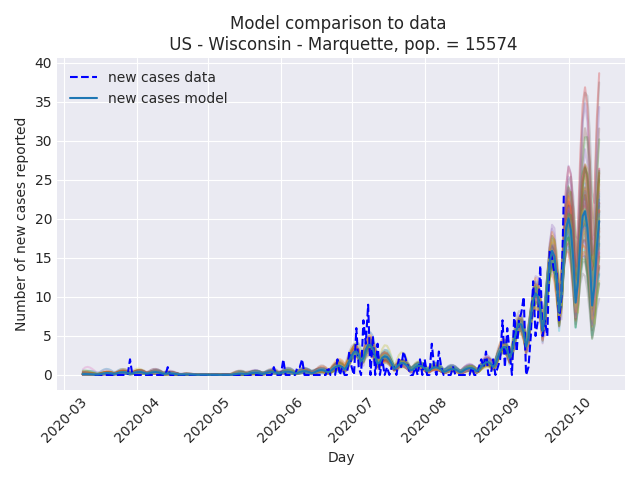 Model comparison to data
US - Wisconsin - Marquette, pop. = 15574
new cases data
new cases model
Number of new cases reported
40
35
30
25
20
15
10
5
0
2020-03
2020-04
2020-05
2020-06
2020-07
2020-08
2020-09
2020-10
Day